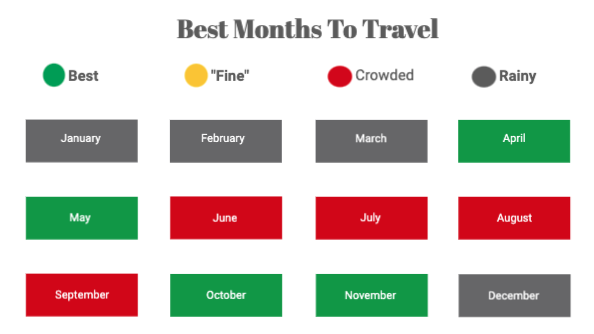 Best Months To Travel
Best "Fine" Crowded Rainy
January February March April
May June July August
September October November December